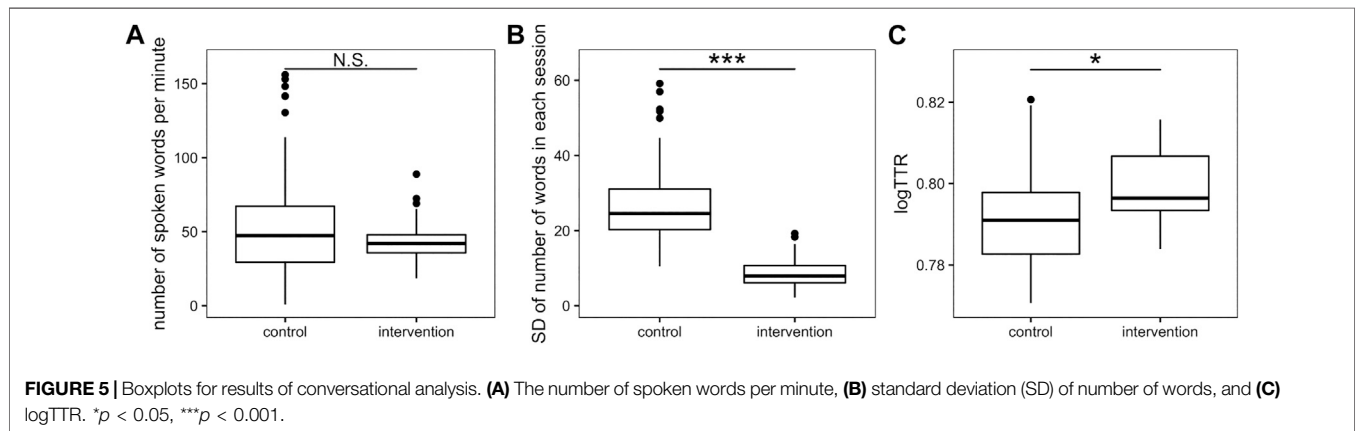 A
N.S.
number of spoken words per minute
150
100
50
0
control
intervention
B
***
SD of number of words in each session
60
40
20
0
control
intervention
C
*
logTTR
0.82
0.80
0.78
control
intervention
FIGURE 5 | Boxplots for results of conversational analysis. (A) The number of spoken words per minute, (B) standard deviation (SD) of number of words, and (C)
logTTR. *p < 0.05, ***p < 0.001.